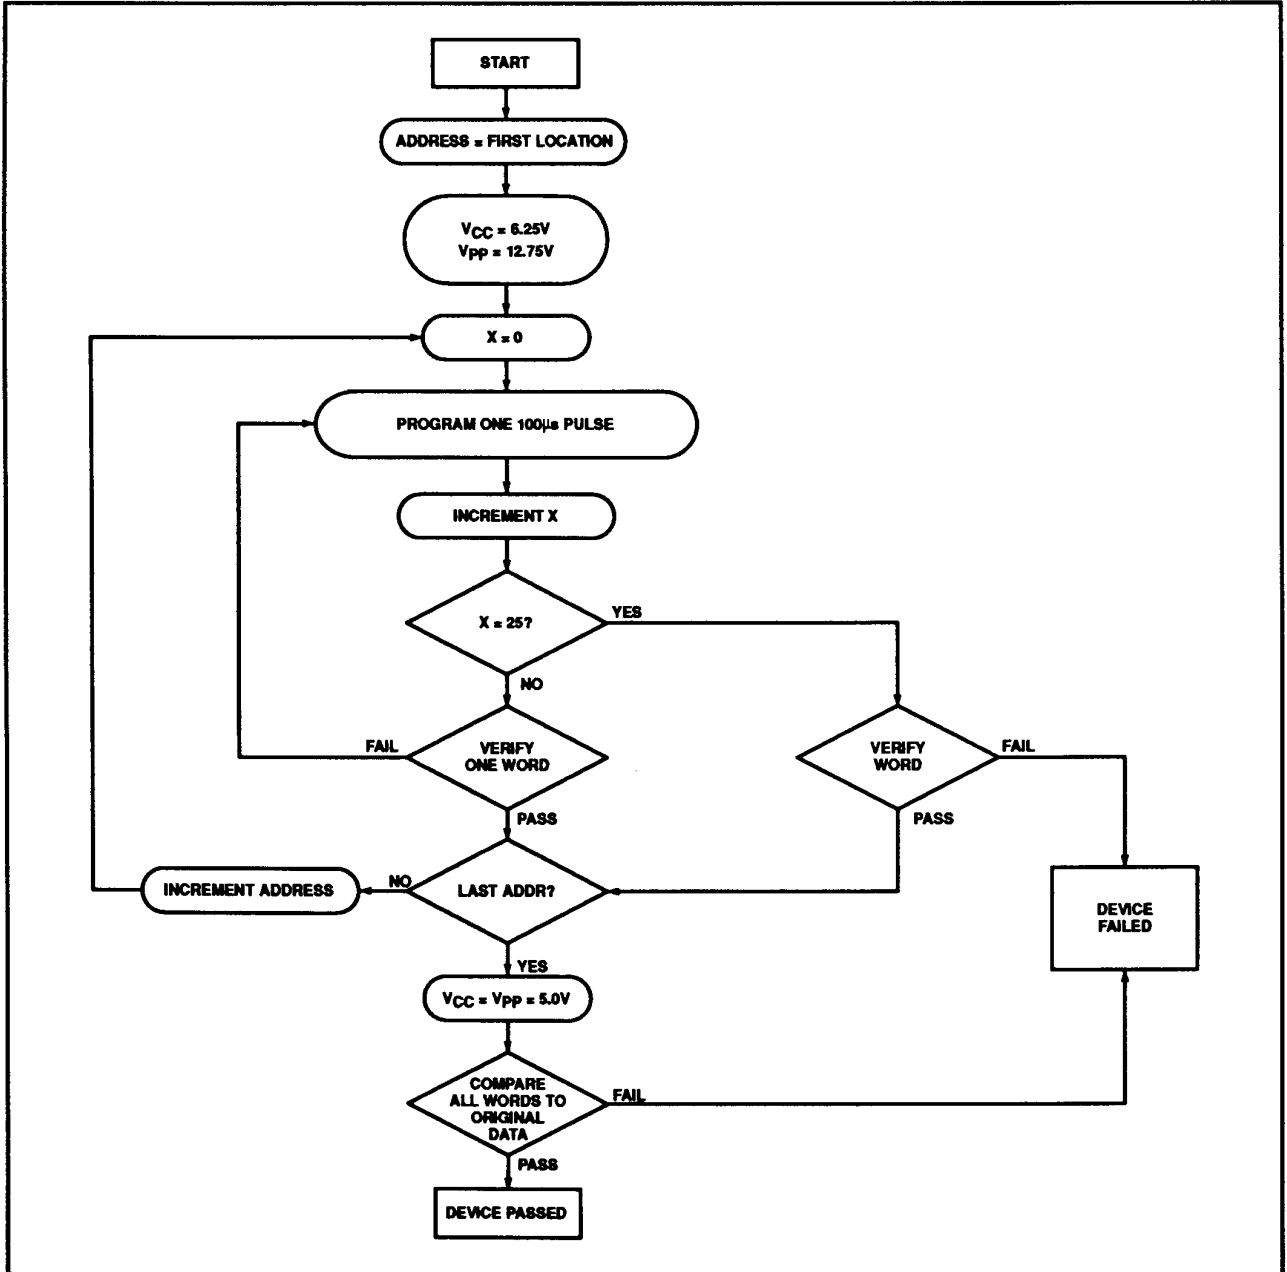 START
ADDRESS = FIRST LOCATION
VCC = 6.25V
VPP = 12.75V
X = 0
PROGRAM ONE 100μs PULSE
INCREMENT X
X = 25?
YES
NO
VERIFY
ONE WORD
FAIL
PASS
VERIFY
WORD
FAIL
PASS
LAST ADDR?
NO
INCREMENT ADDRESS
YES
DEVICE
FAILED
VCC = VPP = 5.0V
COMPARE
ALL WORDS TO
ORIGINAL
DATA
FAIL
PASS
DEVICE PASSED